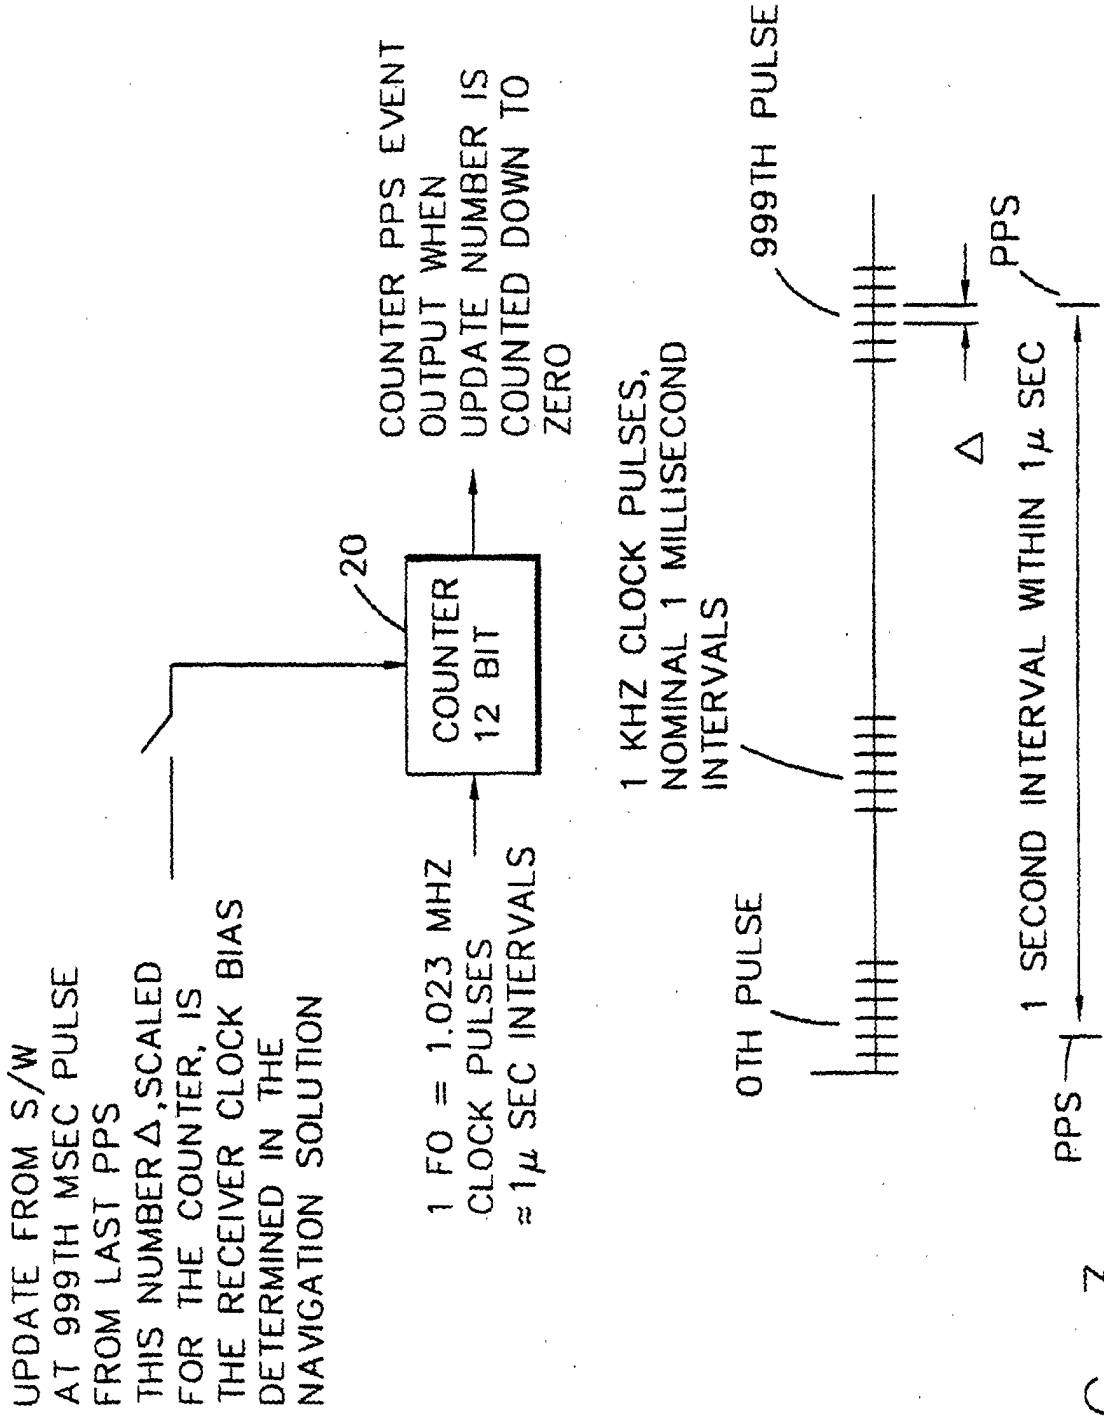 UPDATE FROM S/W
AT 999TH MSEC PULSE
FROM LAST PPS
THIS NUMBER Δ,SCALED
FOR THE COUNTER, IS
THE RECEIVER CLOCK BIAS
DETERMINED IN THE
NAVIGATION SOLUTION
20
1 FO = 1.023 MHZ
CLOCK PULSES
≈ 1μ SEC INTERVALS
COUNTER
12 BIT
COUNTER PPS EVENT
OUTPUT WHEN
UPDATE NUMBER IS
COUNTED DOWN TO
ZERO
1 KHZ CLOCK PULSES,
NOMINAL 1 MILLISECOND
INTERVALS
0TH PULSE
999TH PULSE
Δ
PPS
1 SECOND INTERVAL WITHIN 1μ SEC
PPS